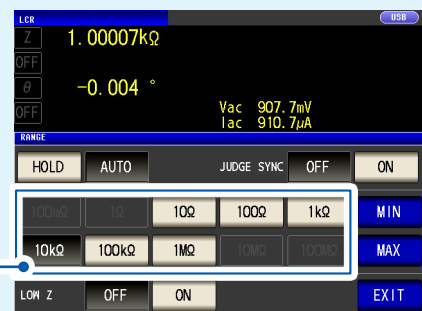 LCR USB
Z 1.00007kΩ
OFF
θ -0.004 °
OFF
Vac 907.7mV
Iac 910.7μA
RANGE
HOLD AUTO JUDGE SYNC OFF ON
100mΩ 1Ω 10Ω 100Ω 1kΩ MIN
10kΩ 100kΩ 1MΩ 10MΩ 100MΩ MAX
LOW Z OFF ON EXIT